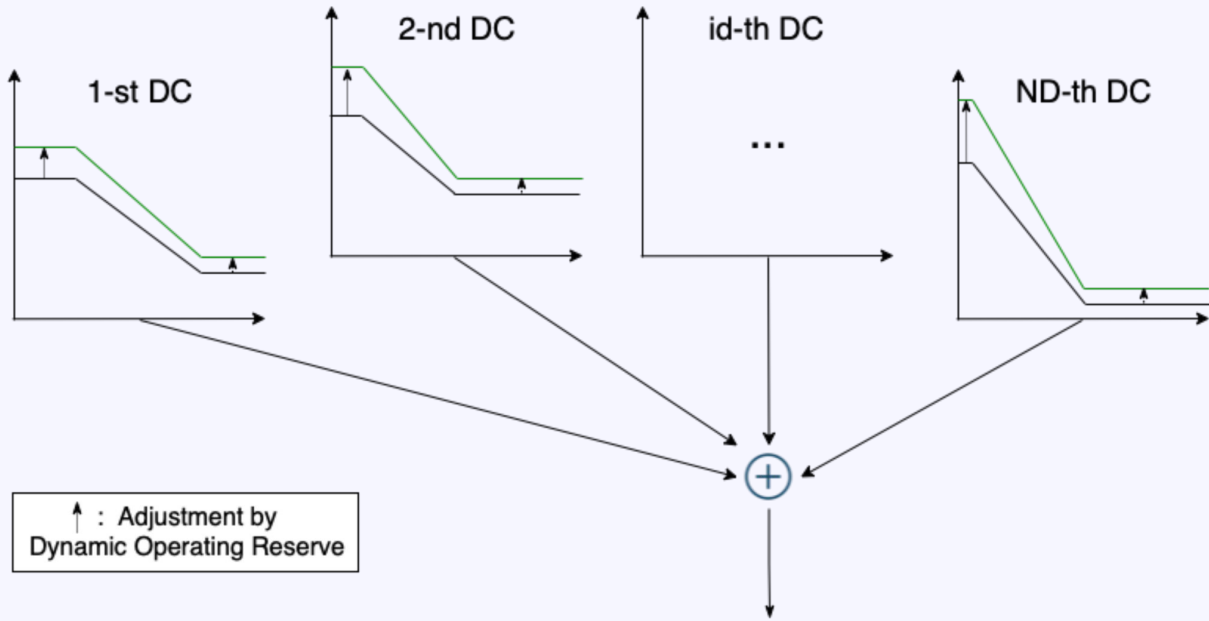 1-st DC
2-nd DC
id-th DC
...
ND-th DC
: Adjustment by
Dynamic Operating Reserve